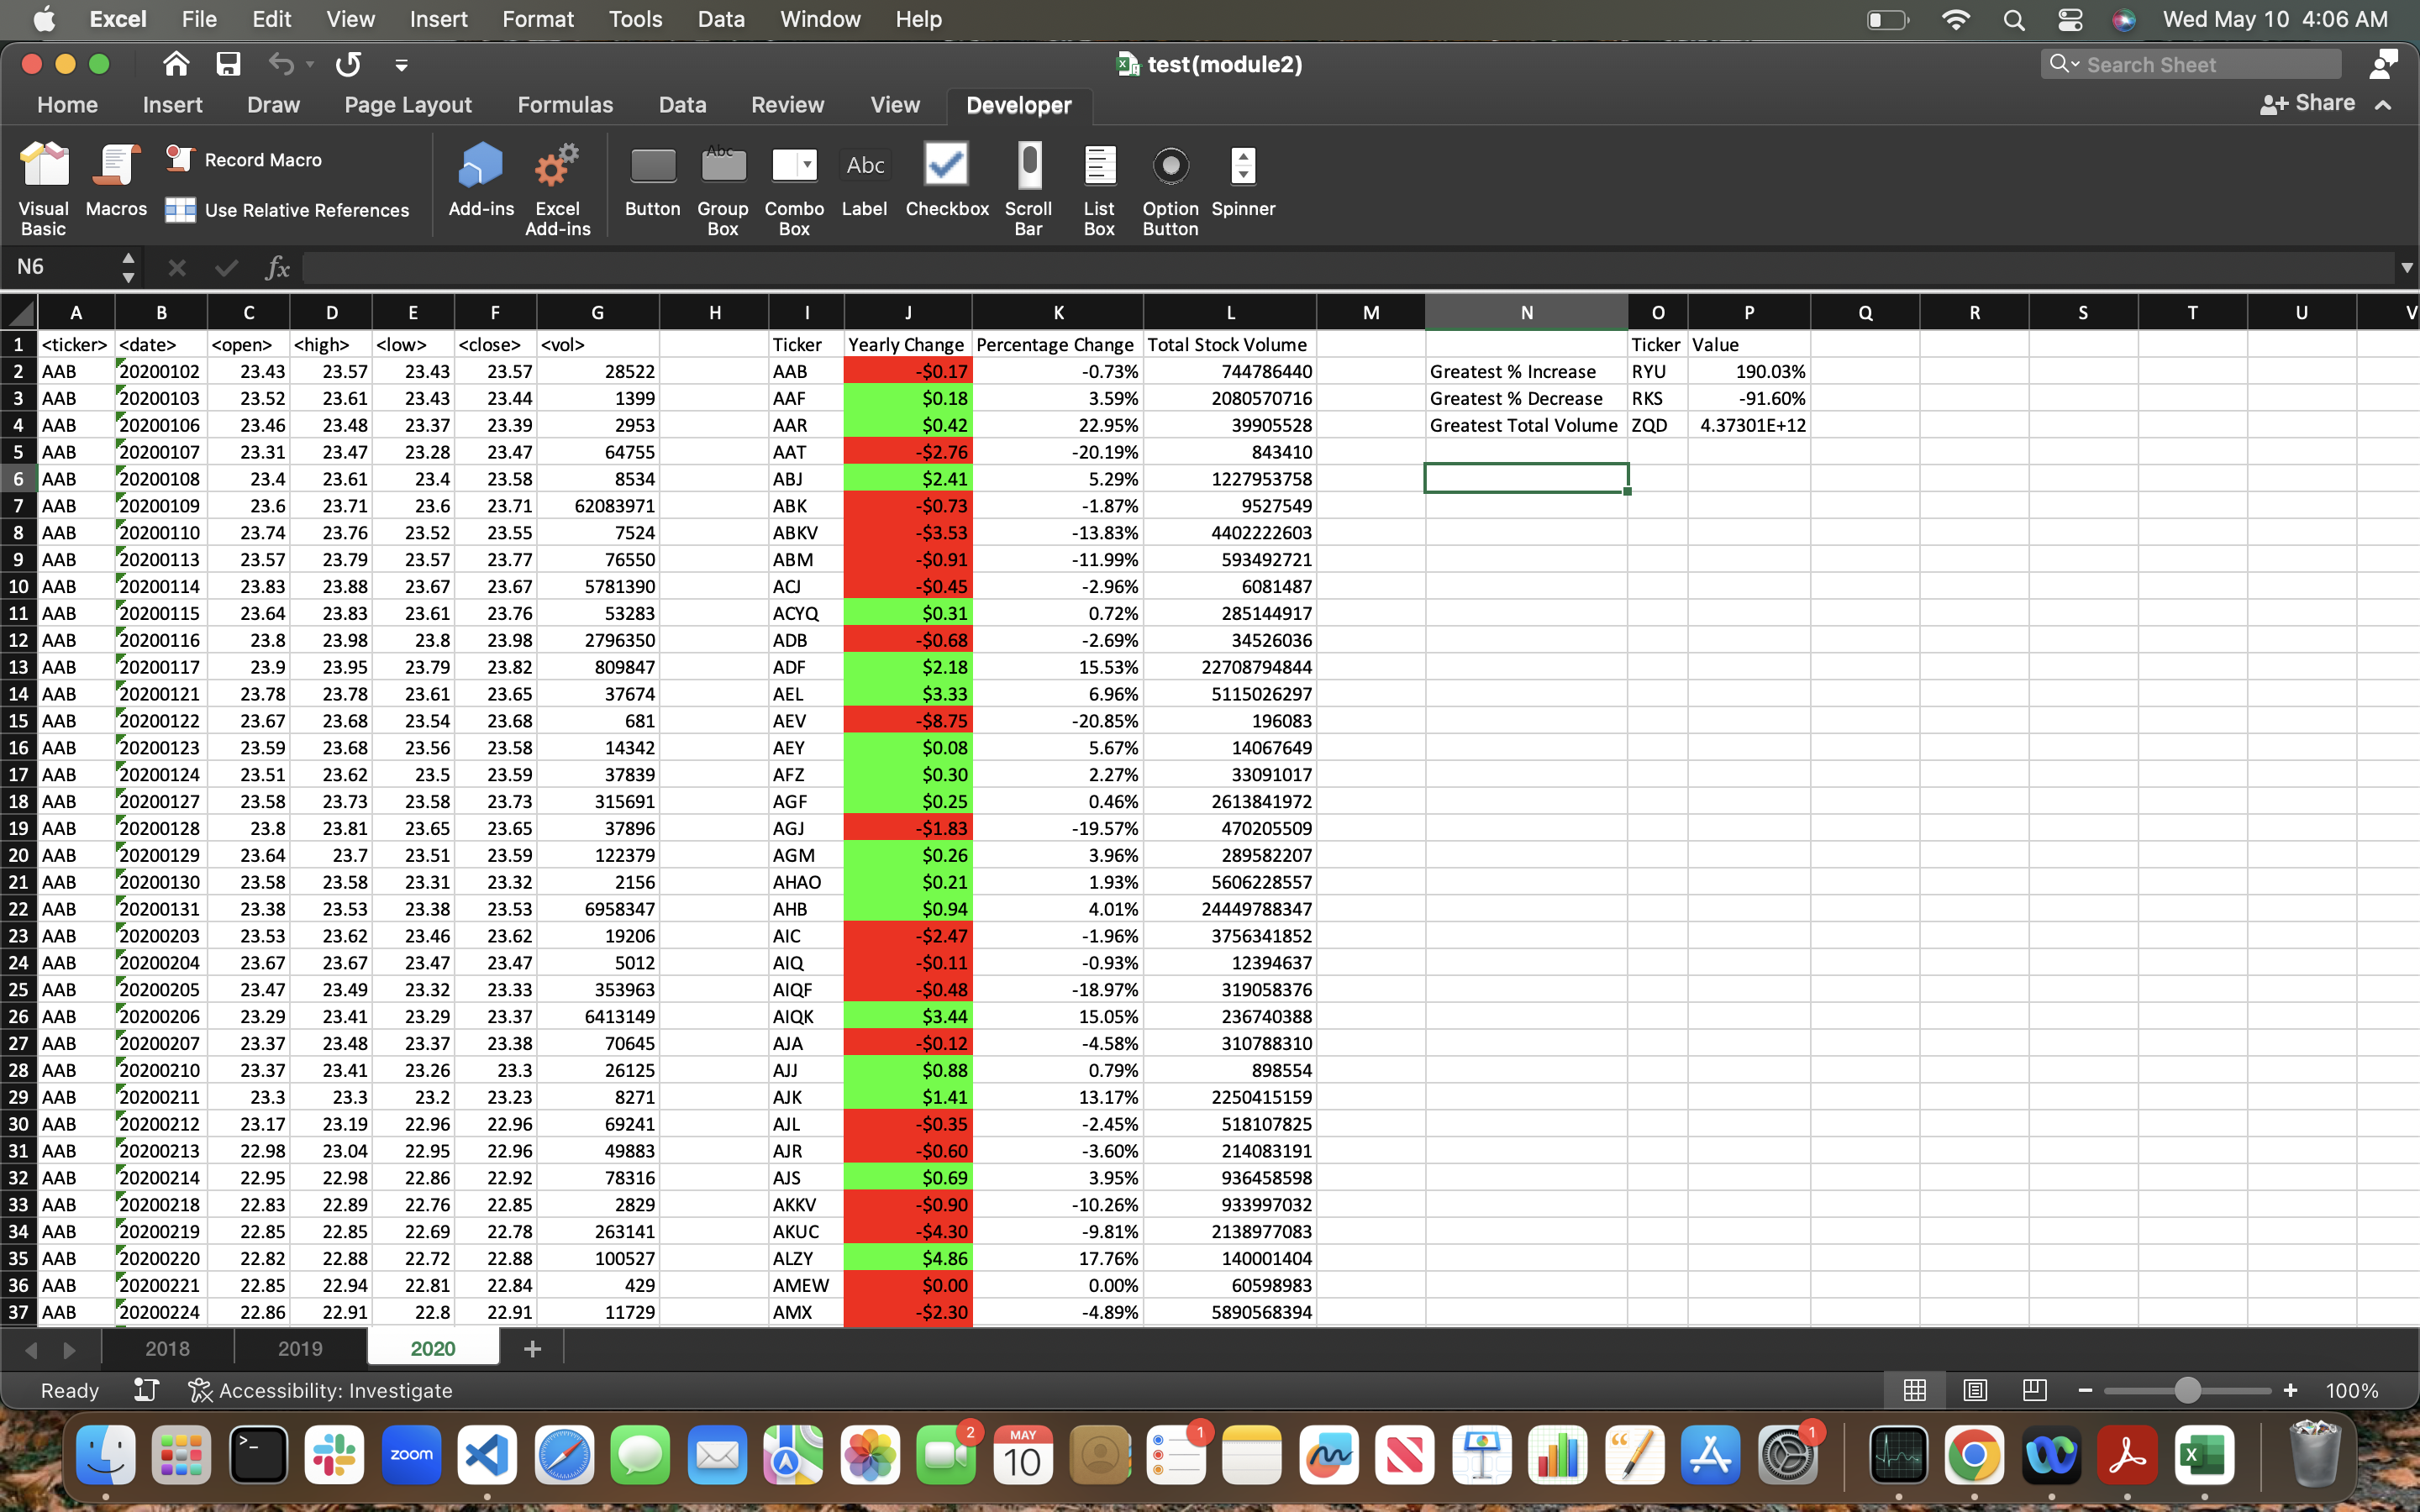 Excel File Edit View Insert Format Tools Data Window Help Wed May 10 4:06 AM
test(module2) Search Sheet
Home Insert Draw Page Layout Formulas Data Review View Developer Share
Visual Basic Macros Record Macro Use Relative References Add-ins Excel Add-ins Button Group Box Combo Box Label Checkbox Scroll Bar List Box Option Button Spinner
Abc Abc
N6 fx
A B C D E F G H I J K L M N O P Q R S T U V
1 <ticker> <date> <open> <high> <low> <close> <vol> Ticker Yearly Change Percentage Change Total Stock Volume Ticker Value
2 AAB 20200102 23.43 23.57 23.43 23.57 28522 AAB -$0.17 -0.73% 744786440 Greatest % Increase RYU 190.03%
3 AAB 20200103 23.52 23.61 23.43 23.44 1399 AAF $0.18 3.59% 2080570716 Greatest % Decrease RKS -91.60%
4 AAB 20200106 23.46 23.48 23.37 23.39 2953 AAR $0.42 22.95% 39905528 Greatest Total Volume ZQD 4.37301E+12
5 AAB 20200107 23.31 23.47 23.28 23.47 64755 AAT -$2.76 -20.19% 843410
6 AAB 20200108 23.4 23.61 23.4 23.58 8534 ABJ $2.41 5.29% 1227953758
7 AAB 20200109 23.6 23.71 23.6 23.71 62083971 ABK -$0.73 -1.87% 9527549
8 AAB 20200110 23.74 23.76 23.52 23.55 7524 ABKV -$3.53 -13.83% 4402222603
9 AAB 20200113 23.57 23.79 23.57 23.77 76550 ABM -$0.91 -11.99% 593492721
10 AAB 20200114 23.83 23.88 23.67 23.67 5781390 ACJ -$0.45 -2.96% 6081487
11 AAB 20200115 23.64 23.83 23.61 23.76 53283 ACYQ $0.31 0.72% 285144917
12 AAB 20200116 23.8 23.98 23.8 23.98 2796350 ADB -$0.68 -2.69% 34526036
13 AAB 20200117 23.9 23.95 23.79 23.82 809847 ADF $2.18 15.53% 22708794844
14 AAB 20200121 23.78 23.78 23.61 23.65 37674 AEL $3.33 6.96% 5115026297
15 AAB 20200122 23.67 23.68 23.54 23.68 681 AEV -$8.75 -20.85% 196083
16 AAB 20200123 23.59 23.68 23.56 23.58 14342 AEY $0.08 5.67% 14067649
17 AAB 20200124 23.51 23.62 23.5 23.59 37839 AFZ $0.30 2.27% 33091017
18 AAB 20200127 23.58 23.73 23.58 23.73 315691 AGF $0.25 0.46% 2613841972
19 AAB 20200128 23.8 23.81 23.65 23.65 37896 AGJ -$1.83 -19.57% 470205509
20 AAB 20200129 23.64 23.7 23.51 23.59 122379 AGM $0.26 3.96% 289582207
21 AAB 20200130 23.58 23.58 23.31 23.32 2156 AHAO $0.21 1.93% 5606228557
22 AAB 20200131 23.38 23.53 23.38 23.53 6958347 AHB $0.94 4.01% 24449788347
23 AAB 20200203 23.53 23.62 23.46 23.62 19206 AIC -$2.47 -1.96% 3756341852
24 AAB 20200204 23.67 23.67 23.47 23.47 5012 AIQ -$0.11 -0.93% 12394637
25 AAB 20200205 23.47 23.49 23.32 23.33 353963 AIQF -$0.48 -18.97% 319058376
26 AAB 20200206 23.29 23.41 23.29 23.37 6413149 AIQK $3.44 15.05% 236740388
27 AAB 20200207 23.37 23.48 23.37 23.38 70645 AJA -$0.12 -4.58% 310788310
28 AAB 20200210 23.37 23.41 23.26 23.3 26125 AJJ $0.88 0.79% 898554
29 AAB 20200211 23.3 23.3 23.2 23.23 8271 AJK $1.41 13.17% 2250415159
30 AAB 20200212 23.17 23.19 22.96 22.96 69241 AJL -$0.35 -2.45% 518107825
31 AAB 20200213 22.98 23.04 22.95 22.96 49883 AJR -$0.60 -3.60% 214083191
32 AAB 20200214 22.95 22.98 22.86 22.92 78316 AJS $0.69 3.95% 936458598
33 AAB 20200218 22.83 22.89 22.76 22.85 2829 AKKV -$0.90 -10.26% 933997032
34 AAB 20200219 22.85 22.85 22.69 22.78 263141 AKUC -$4.30 -9.81% 2138977083
35 AAB 20200220 22.82 22.88 22.72 22.88 100527 ALZY $4.86 17.76% 140001404
36 AAB 20200221 22.85 22.94 22.81 22.84 429 AMEW $0.00 0.00% 60598983
37 AAB 20200224 22.86 22.91 22.8 22.91 11729 AMX -$2.30 -4.89% 5890568394
2018 2019 2020
Ready Accessibility: Investigate 100%
zoom 2 MAY 10 1 1